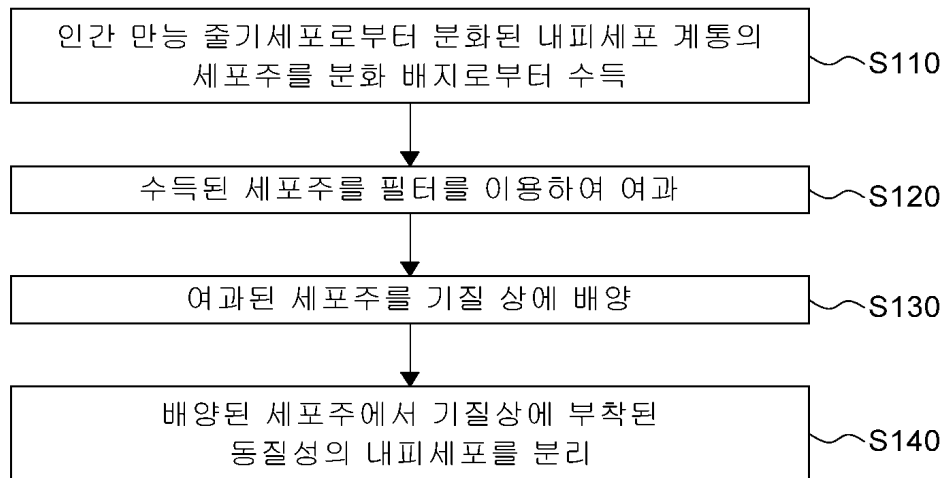 인간 만능 줄기세포로부터 분화된 내피세포 계통의
세포주를 분화 배지로부터 수득
S110
수득된 세포주를 필터를 이용하여 여과
S120
여과된 세포주를 기질 상에 배양
S130
배양된 세포주에서 기질상에 부착된
동질성의 내피세포를 분리
S140